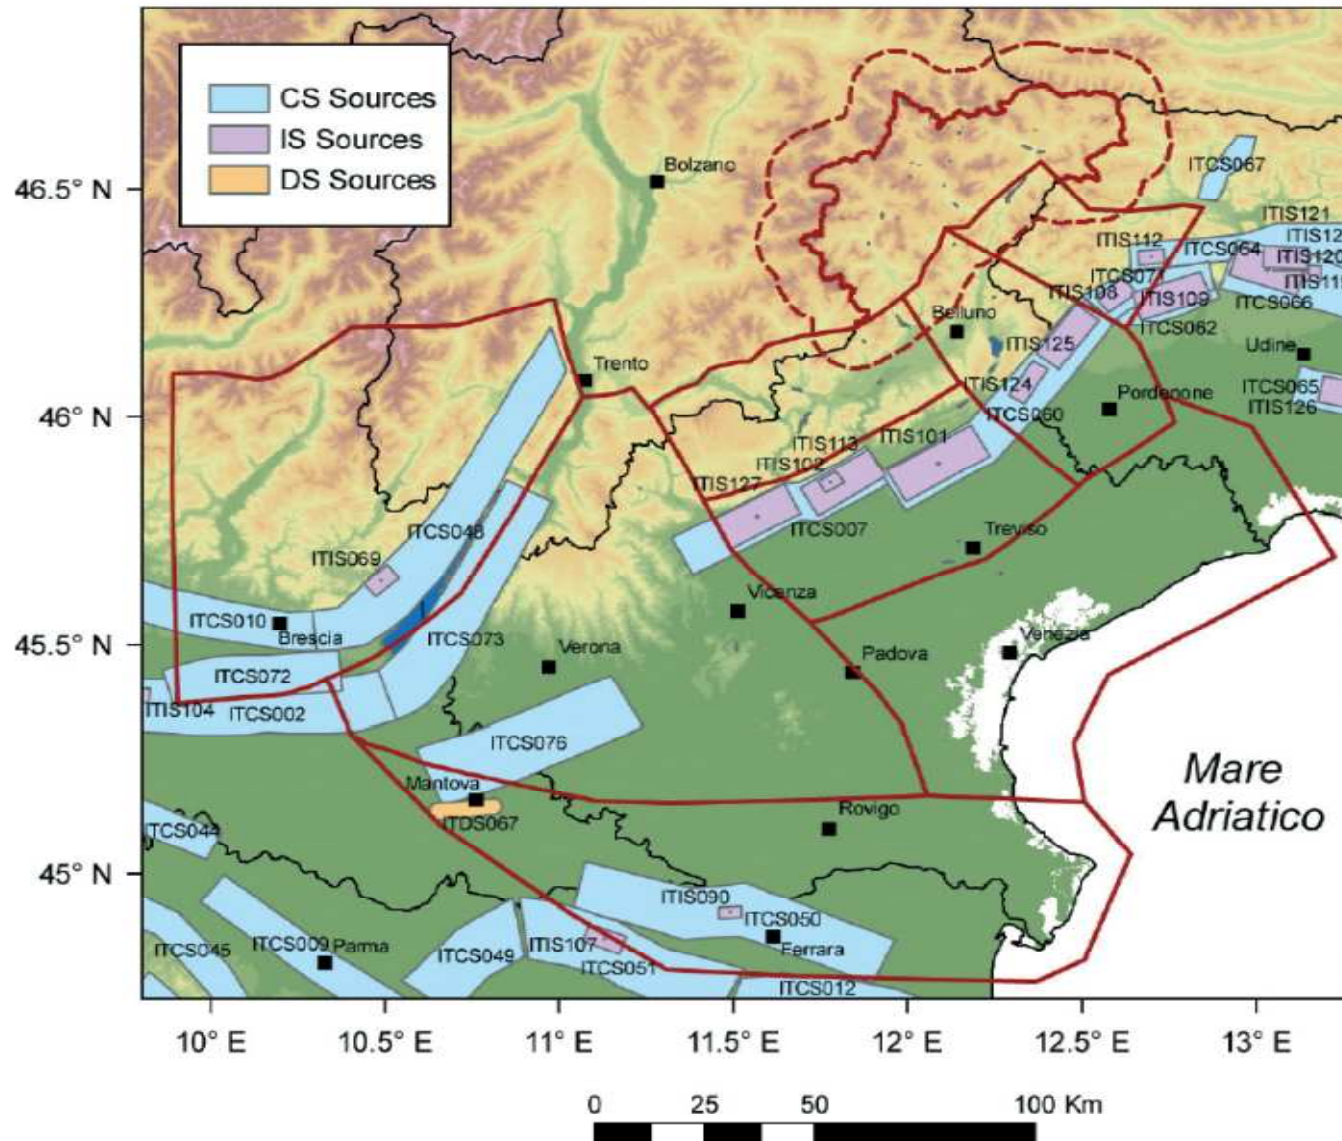 CS Sources
IS Sources
DS Sources
Bolzano
ITCS067
46.5° N
ITIS121
ITIS112
ITCS064
ITIS12
ITIS120
ITCS071
ITIS11
ITIS108
ITIS109
ITCS066
Belluno
ITCS062
ITIS125
Udine
Trento
ITIS124
ITCS065
46° N
Pordenone
ITCS060
ITIS126
ITIS113
ITIS101
ITIS102
ITIS127
ITCS048
ITCS007
Treviso
ITIS069
Vicenza
ITCS010
Brescia
ITCS073
Venezia
45.5° N
Verona
Padova
ITCS072
ITIS104
ITCS002
ITCS076
Mare
Adriatico
Mantova
ITDS067
Rovigo
ITCS044
45° N
ITIS090
ITCS050
ITCS045
ITCS009
Parma
ITCS049
ITIS107
Ferrara
ITCS051
ITCS012
10° E
10.5° E
11° E
11.5° E
12° E
12.5° E
13° E
0
25
50
100 Km